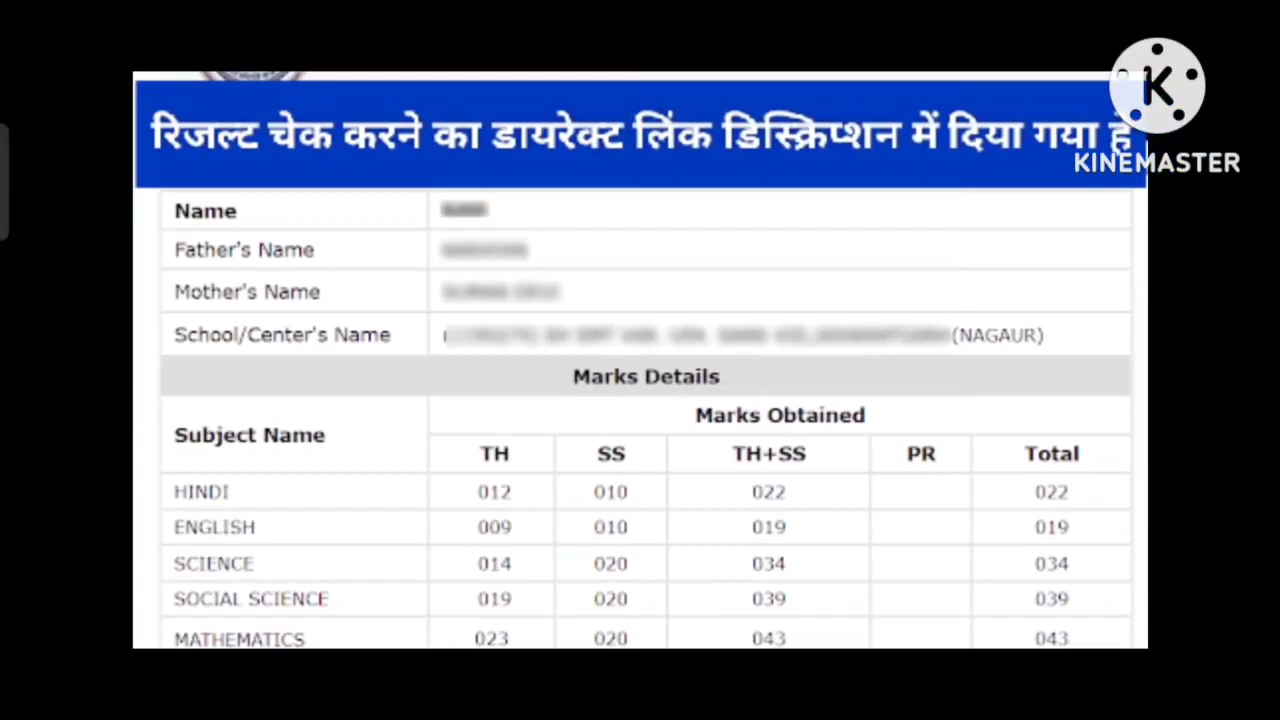 रिजल्ट चेक करने का डायरेक्ट लिंक डिस्क्रिप्शन में दिया गया है
K
KINEMASTER
Name
Father's Name
Mother's Name
School/Center's Name (NAGAUR)
Marks Details
Subject Name Marks Obtained
TH SS TH+SS PR Total
HINDI 012 010 022 022
ENGLISH 009 010 019 019
SCIENCE 014 020 034 034
SOCIAL SCIENCE 019 020 039 039
MATHEMATICS 023 020 043 043